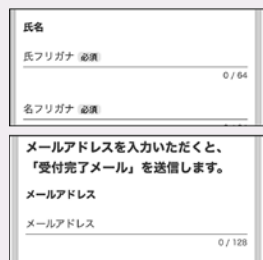 氏名
氏フリガナ 必須
0 / 64
名フリガナ 必須
メールアドレスを入力いただくと、
「受付完了メール」を送信します。
メールアドレス
メールアドレス
0 / 128